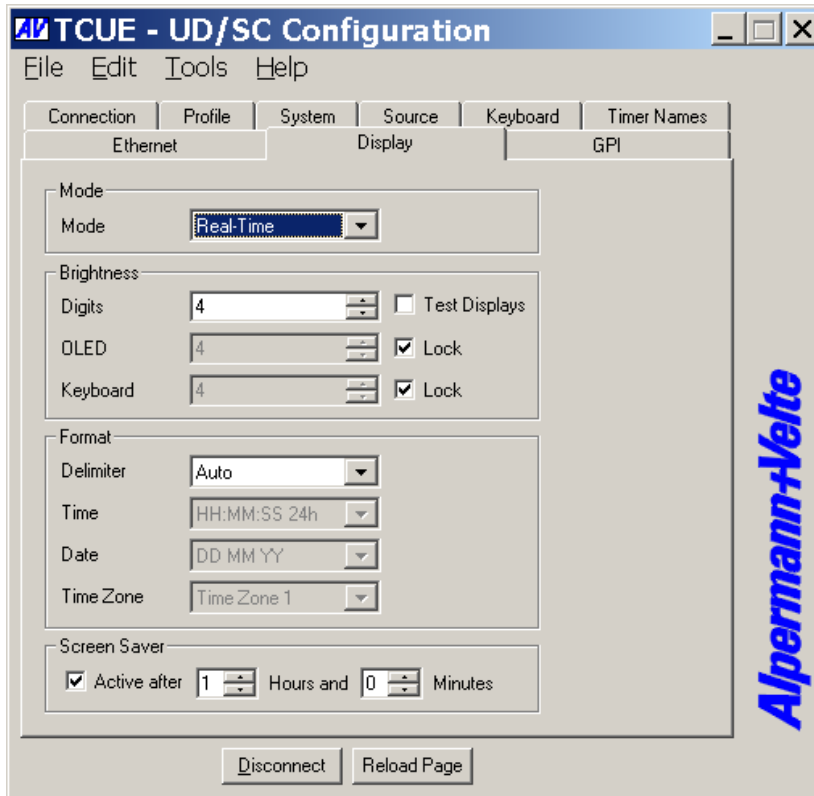 AV TCUE - UD/SC Configuration
File Edit Tools Help
Connection Profile System Source Keyboard Timer Names
Ethernet Display GPI
Mode
Mode Real-Time
Brightness
Digits 4 Test Displays
OLED 4 Lock
Keyboard 4 Lock
Format
Delimiter Auto
Time HH:MM:SS 24h
Date DD MM YY
Time Zone Time Zone 1
Screen Saver
Active after 1 Hours and 0 Minutes
Disconnect Reload Page
Alpermann+Velte